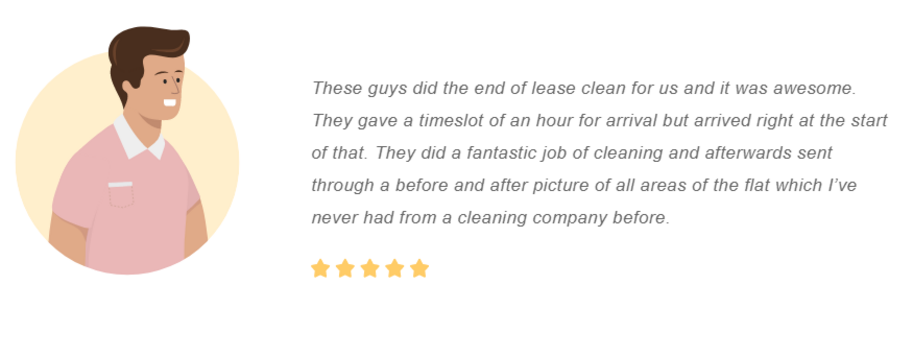 These guys did the end of lease clean for us and it was awesome.
They gave a timeslot of an hour for arrival but arrived right at the start
of that. They did a fantastic job of cleaning and afterwards sent
through a before and after picture of all areas of the flat which I’ve
never had from a cleaning company before.